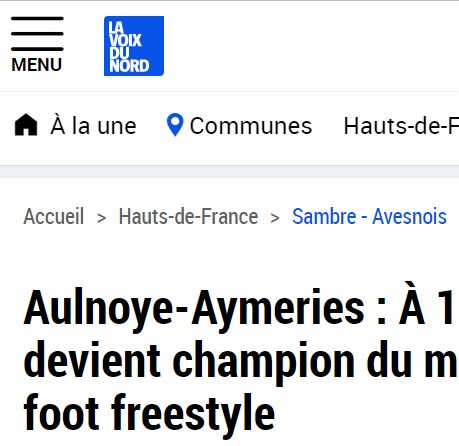 MENU
LA
VOIX
DU
NORD
À la une
Communes
Hauts-de-F
Accueil > Hauts-de-France > Sambre - Avesnois
Aulnoye-Aymeries : À 1
devient champion du m
foot freestyle